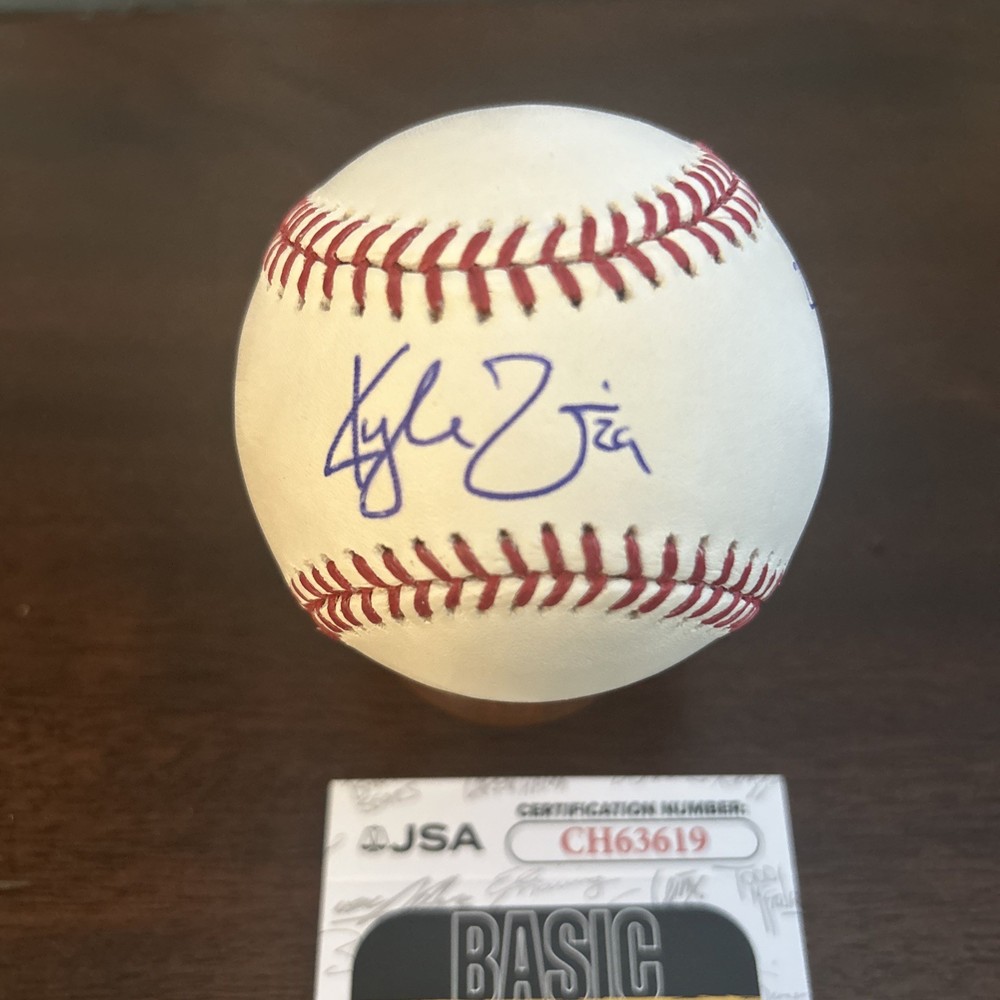 Kyle
CERTIFICATION NUMBER:
JSA
CH63619
BASIC